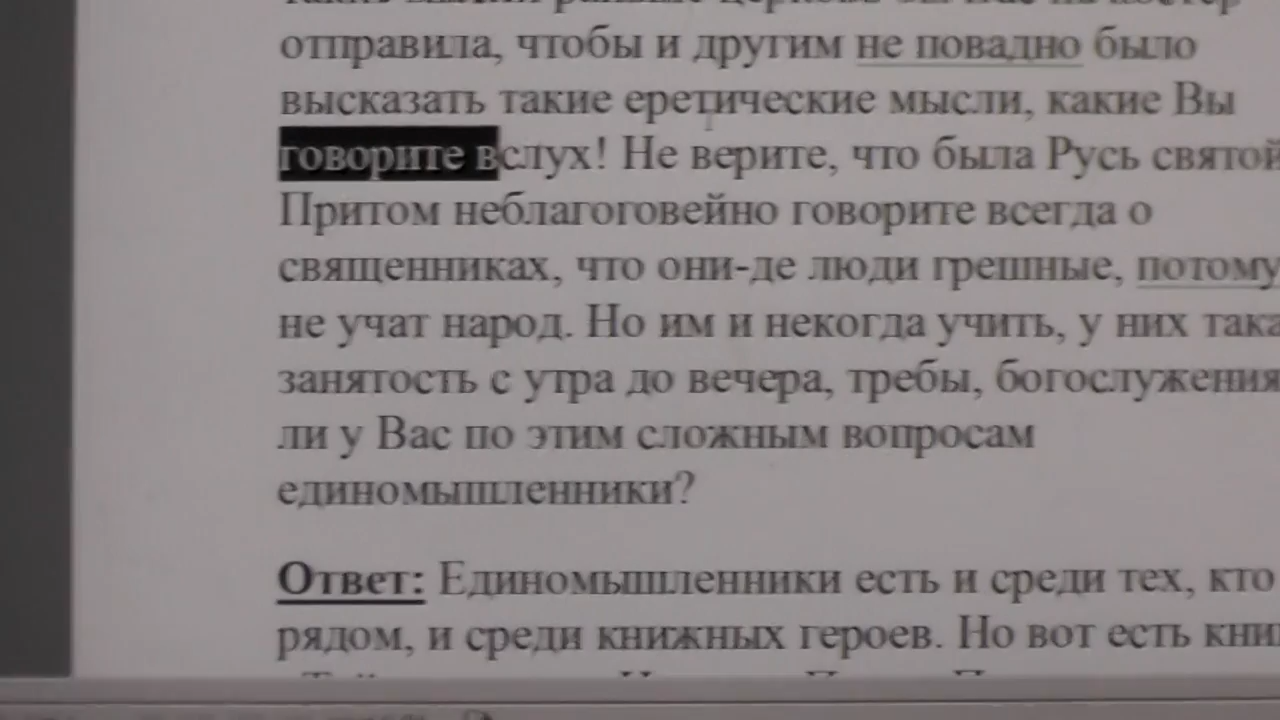 отправила, чтобы и другим не повадно было
высказать такие еретические мысли, какие Вы
говорите вслух! Не верите, что была Русь святой
Притом неблагоговейно говорите всегда о
священниках, что они-де люди грешные, потому
не учат народ. Но им и некогда учить, у них така
занятость с утра до вечера, требы, богослужения
ли у Вас по этим сложным вопросам
единомышленники?
Ответ: Единомышленники есть и среди тех, кто
рядом, и среди книжных героев. Но вот есть кни